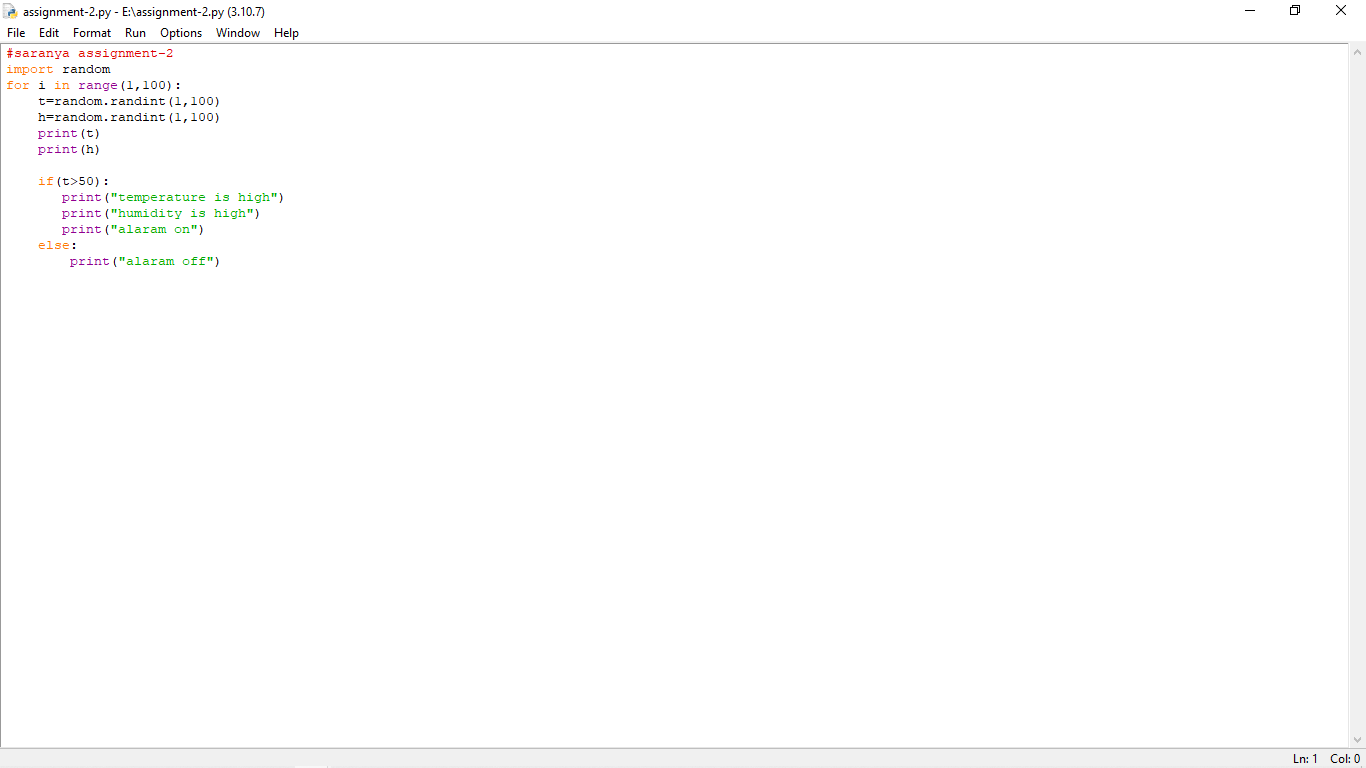 assignment-2.py - E:\assignment-2.py (3.10.7)
File Edit Format Run Options Window Help
#saranya assignment-2
import random
for i in range(1,100):
    t=random.randint(1,100)
    h=random.randint(1,100)
    print(t)
    print(h)

    if(t>50):
       print("temperature is high")
       print("humidity is high")
       print("alaram on")
    else:
        print("alaram off")
Ln: 1 Col: 0